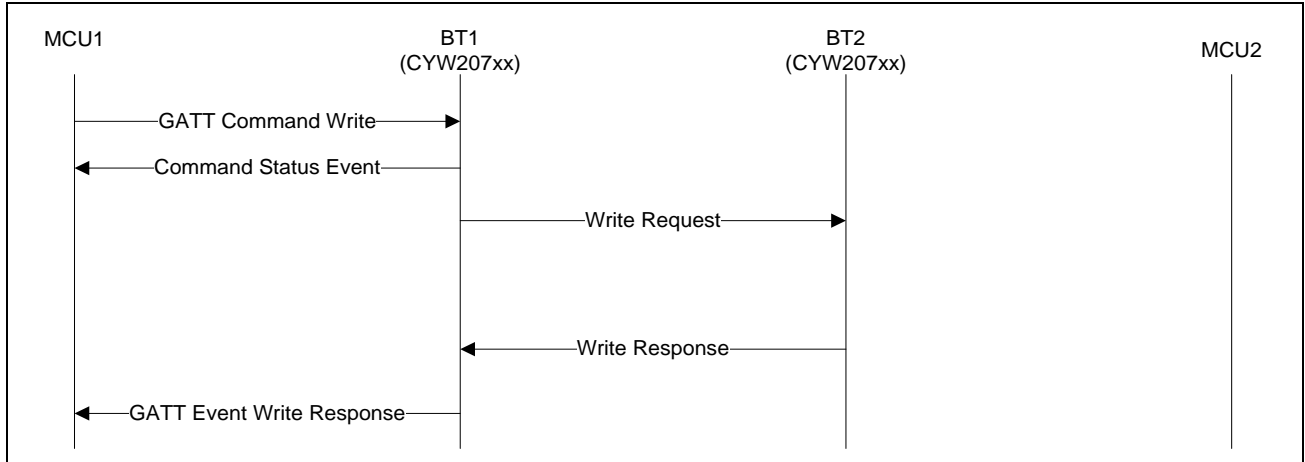 MCU1
BT1
(CYW207xx)
BT2
(CYW207xx)
MCU2
GATT Command Write
Command Status Event
Write Request
Write Response
GATT Event Write Response